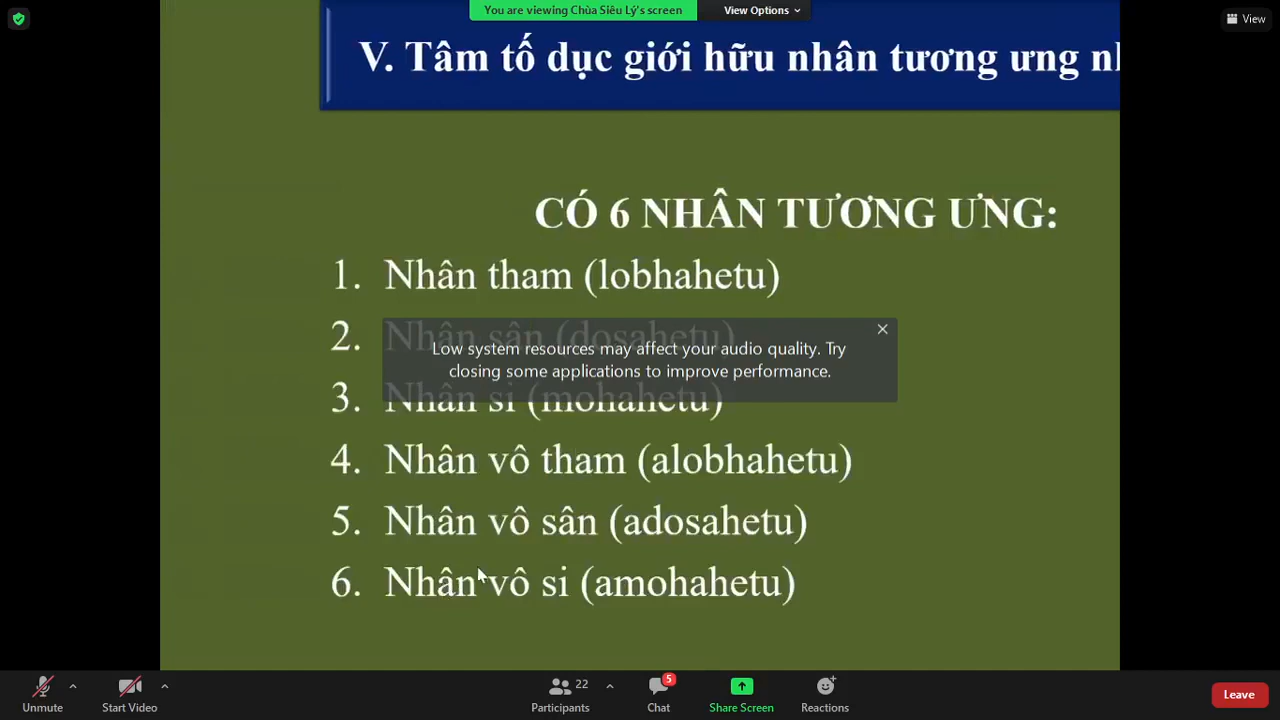 You are viewing Chùa Siêu Lý's screen
View Options
View
V. Tâm tố dục giới hữu nhân tương ưng nl
CÓ 6 NHÂN TƯƠNG ƯNG:
1. Nhân tham (lobhahetu)
2. Nhân sân (dosahetu)
Low system resources may affect your audio quality. Try
closing some applications to improve performance.
3. Nhân si (mohahetu)
4. Nhân vô tham (alobhahetu)
5. Nhân vô sân (adosahetu)
6. Nhân vô si (amohahetu)
Unmute
Start Video
22
Participants
5
Chat
Share Screen
Reactions
Leave